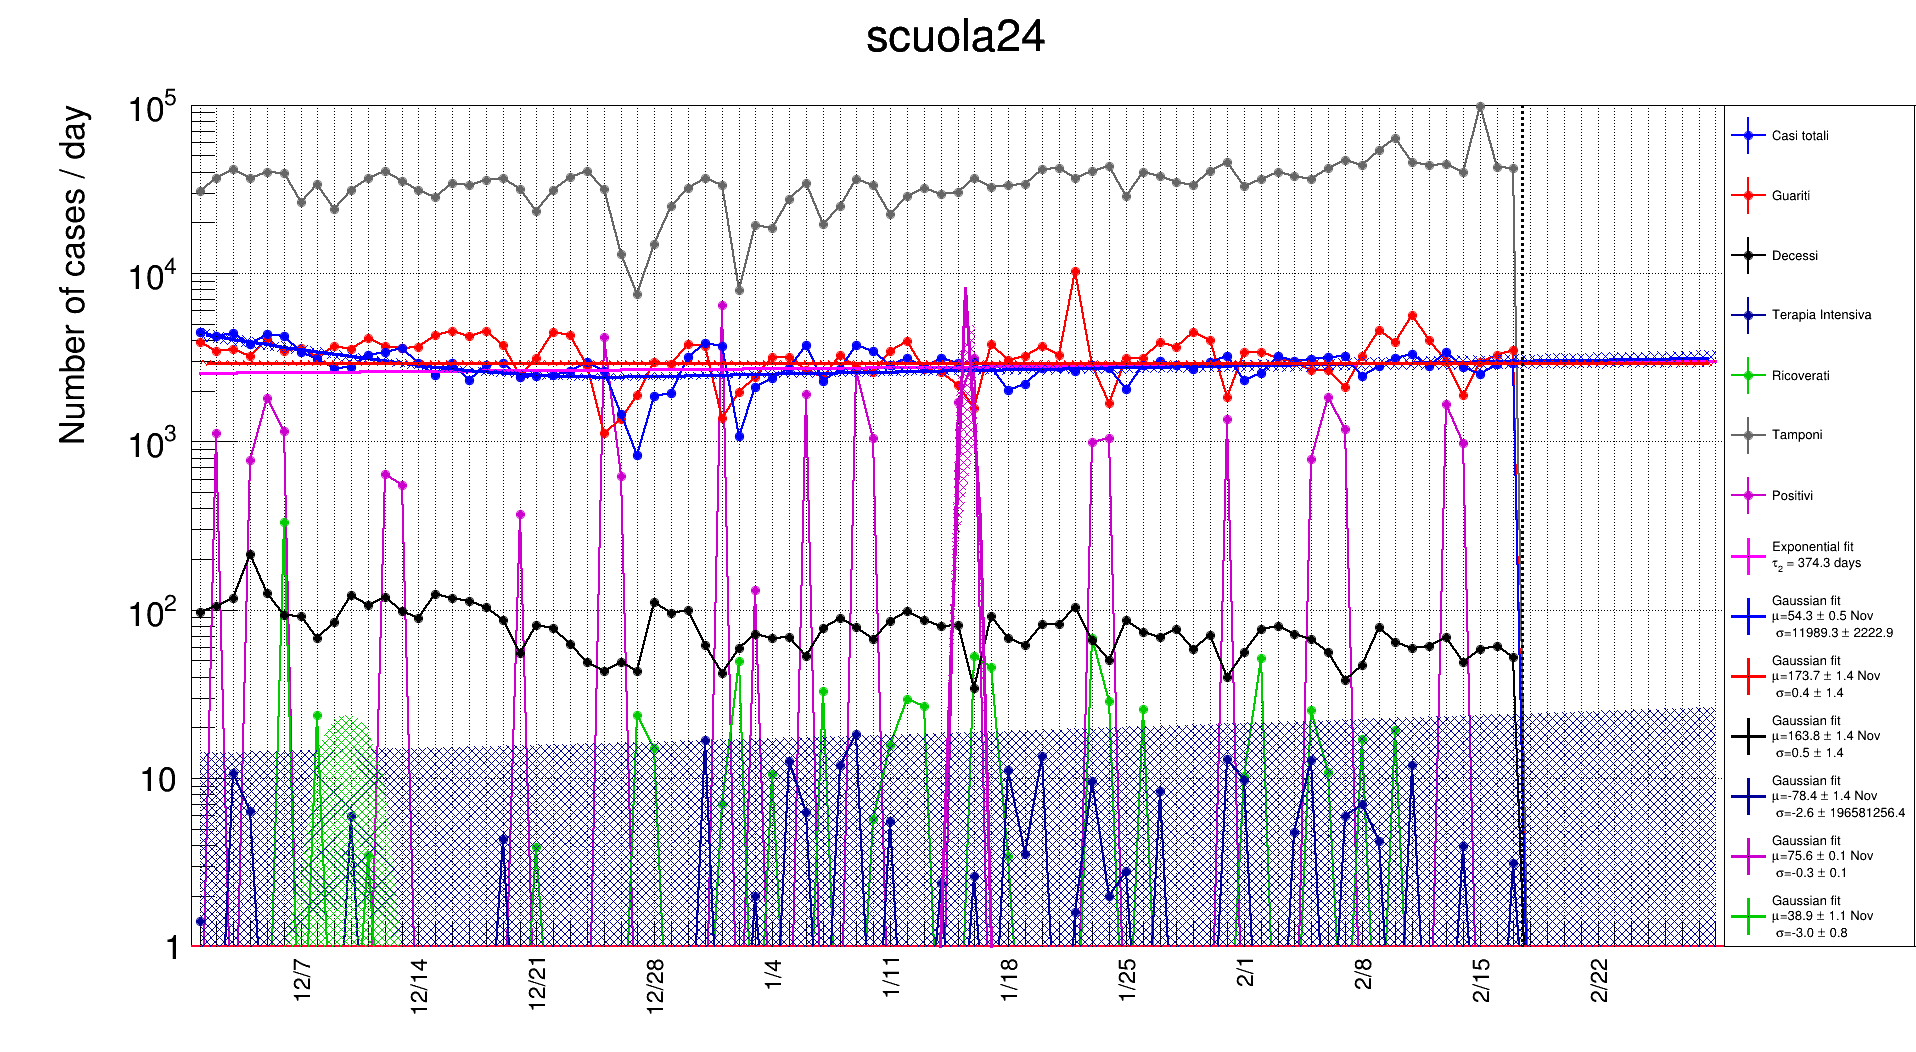 scuola24
Number of cases / day
10^5
10^4
10^3
10^2
10
1
12/7
12/14
12/21
12/28
1/4
1/11
1/18
1/25
2/1
2/8
2/15
2/22
Casi totali
Guariti
Decessi
Terapia Intensiva
Ricoverati
Tamponi
Positivi
Exponential fit
τ₂ = 374.3 days
Gaussian fit
μ=54.3 ± 0.5 Nov
σ=11989.3 ± 2222.9
Gaussian fit
μ=173.7 ± 1.4 Nov
σ=0.4 ± 1.4
Gaussian fit
μ=163.8 ± 1.4 Nov
σ=0.5 ± 1.4
Gaussian fit
μ=-78.4 ± 1.4 Nov
σ=-2.6 ± 196581256.4
Gaussian fit
μ=75.6 ± 0.1 Nov
σ=-0.3 ± 0.1
Gaussian fit
μ=38.9 ± 1.1 Nov
σ=-3.0 ± 0.8